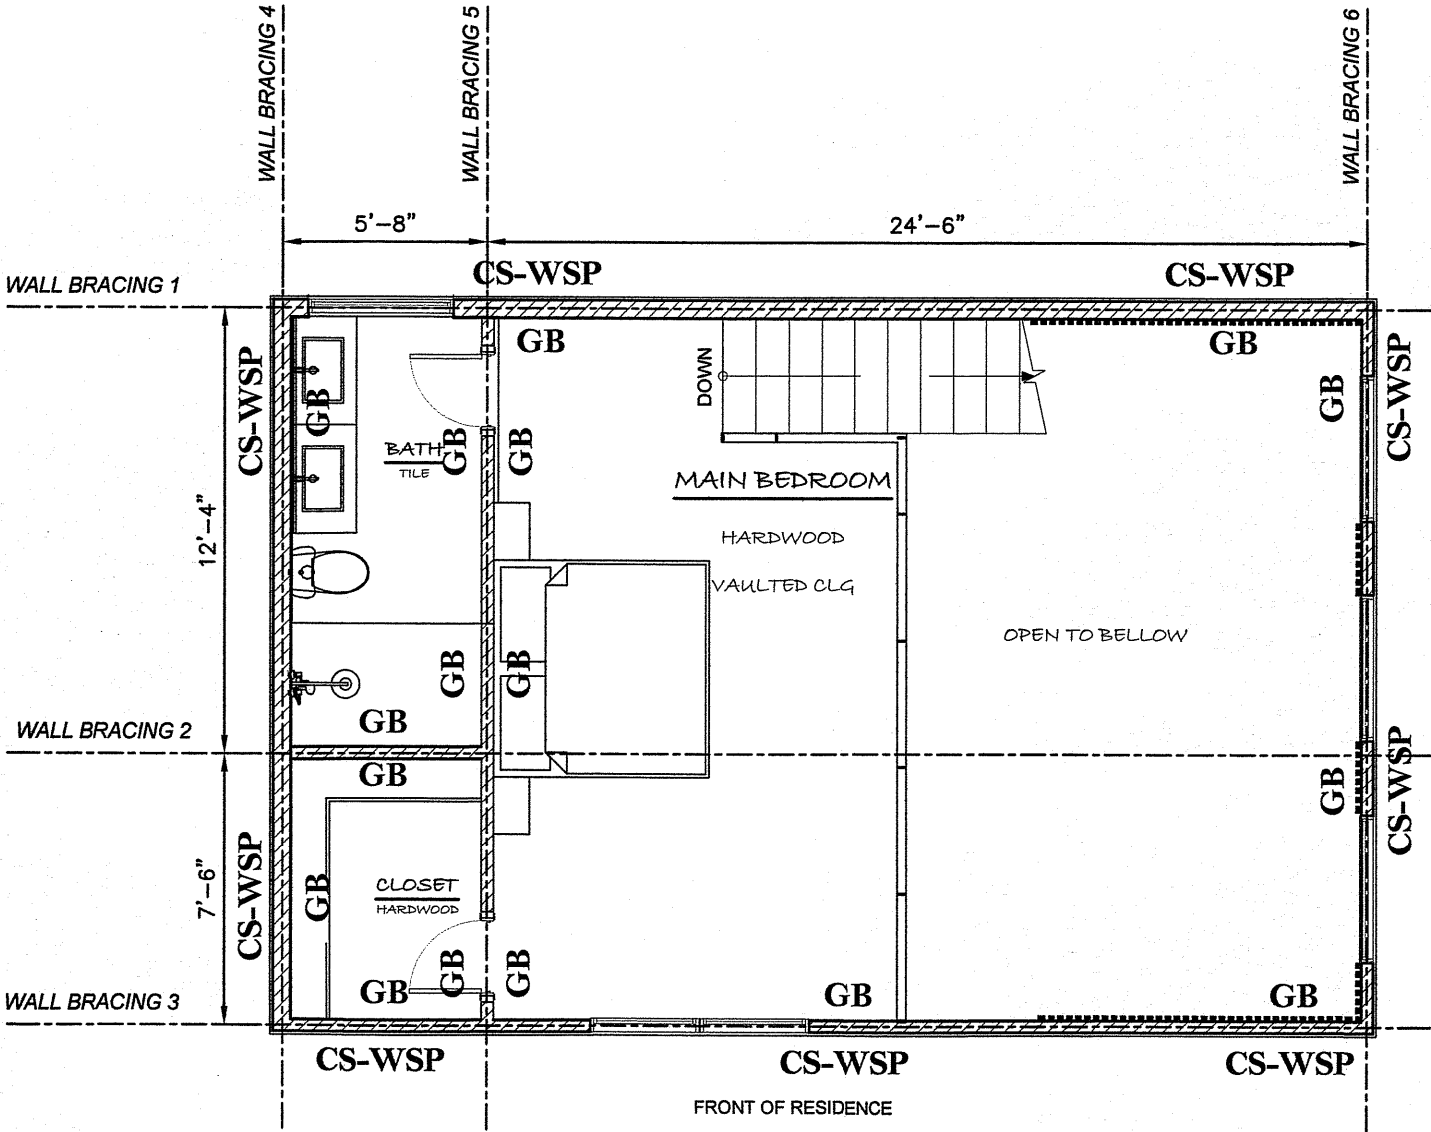 WALL BRACING 4
WALL BRACING 5
WALL BRACING 6
5'-8"
24'-6"
WALL BRACING 1
CS-WSP
CS-WSP
GB
GB
DOWN
CS-WSP
GB
GB
CS-WSP
BATH
TILE
GB
GB
MAIN BEDROOM
12'-4"
HARDWOOD
VAULTED CLG
OPEN TO BELLOW
GB
GB
WALL BRACING 2
GB
GB
GB
CS-WSP
7'-6"
CS-WSP
GB
CLOSET
HARDWOOD
GB
GB
WALL BRACING 3
GB
GB
GB
CS-WSP
CS-WSP
CS-WSP
FRONT OF RESIDENCE